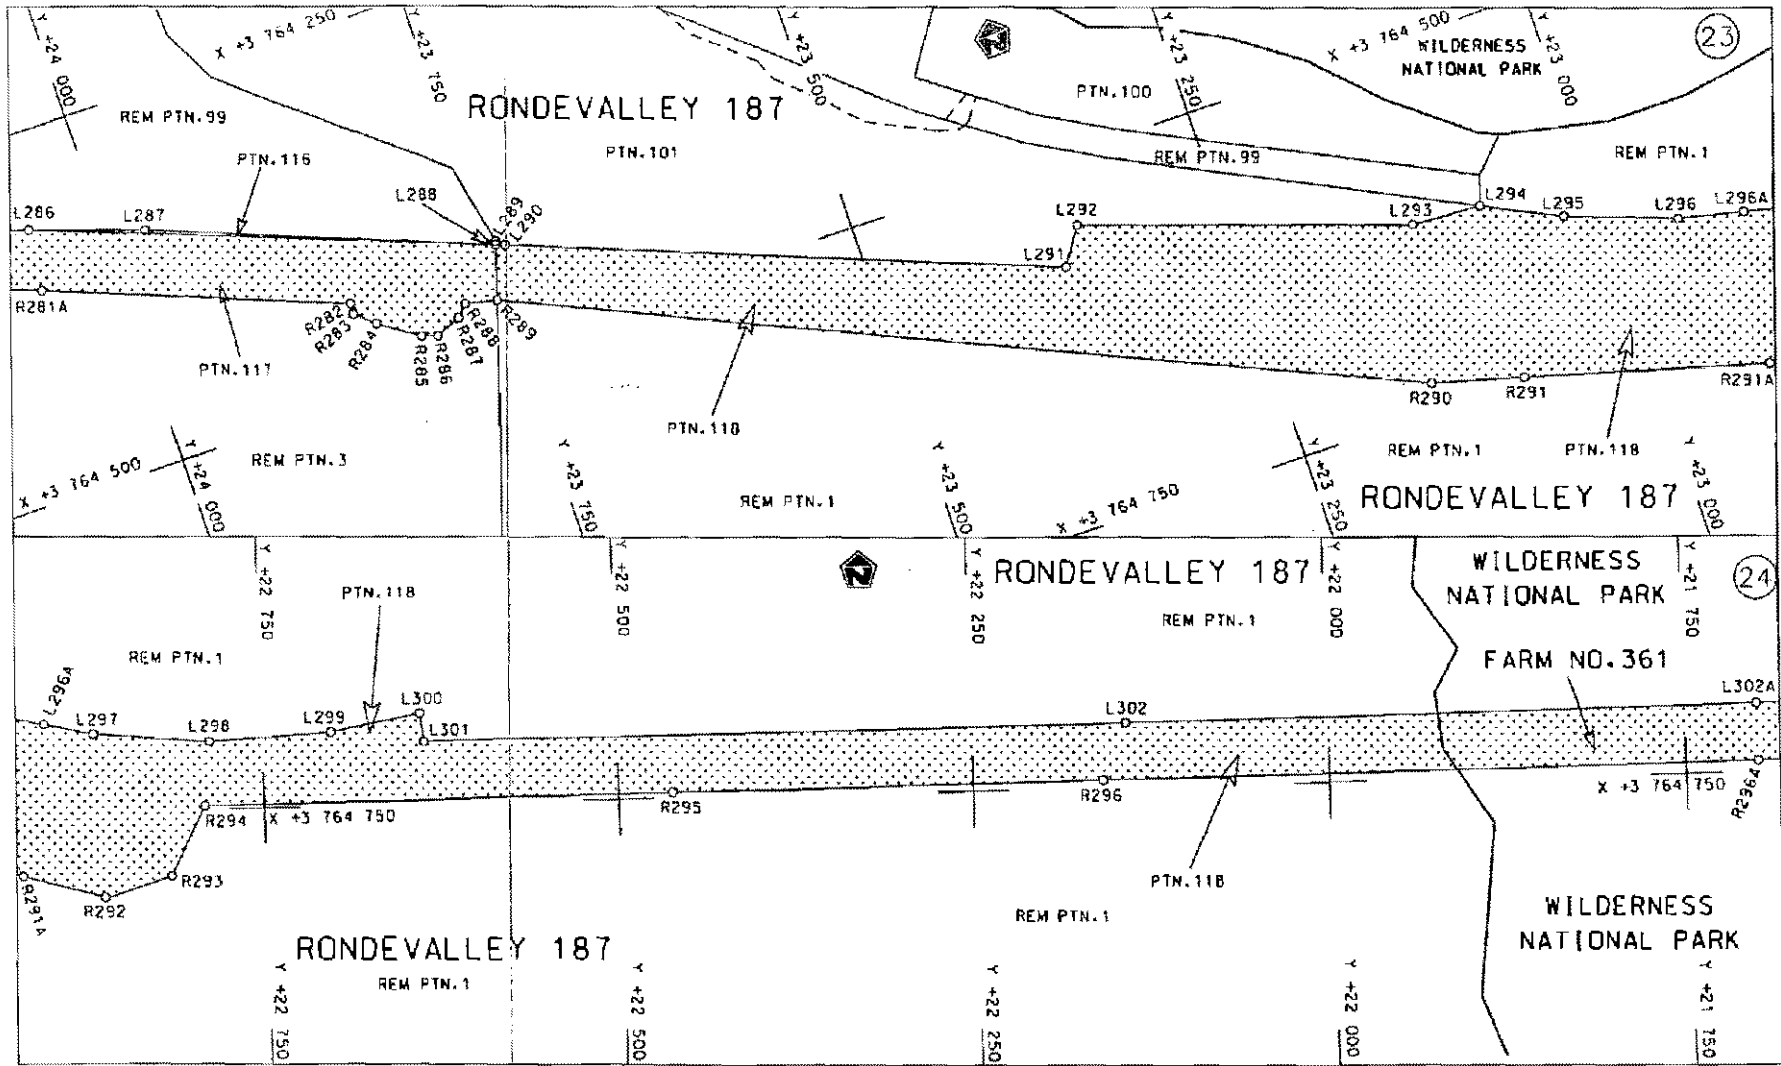 Y +24 000
X +3 764 250
Y +23 750
Y +23 500
Y +23 250
X +3 764 500
Y +23 000
23
WILDERNESS
NATIONAL PARK
REM PTN.99
RONDEVALLEY 187
PTN.100
PTN.116
PTN.101
REM PTN.99
REM PTN.1
L286
L287
L288
L289
L290
L291
L292
L293
L294
L295
L296
L296A
R281A
R282
R283
R284
R285
R286
R287
R288
R289
R290
R291
R291A
PTN.117
PTN.118
PTN.118
REM PTN.3
REM PTN.1
REM PTN.1
RONDEVALLEY 187
X +3 764 500
Y +24 000
Y +23 750
Y +23 500
X +3 764 750
Y +23 250
Y +23 000
Y +22 750
Y +22 500
Y +22 250
RONDEVALLEY 187
Y +22 000
WILDERNESS
NATIONAL PARK
Y +21 750
24
PTN.118
REM PTN.1
REM PTN.1
FARM NO.361
L296A
L297
L298
L299
L300
L301
L302
L302A
R291A
R292
R293
R294
X +3 764 750
R295
R296
X +3 764 750
R296A
PTN.118
REM PTN.1
WILDERNESS
NATIONAL PARK
RONDEVALLEY 187
REM PTN.1
Y +22 750
Y +22 500
Y +22 250
Y +22 000
Y +21 750